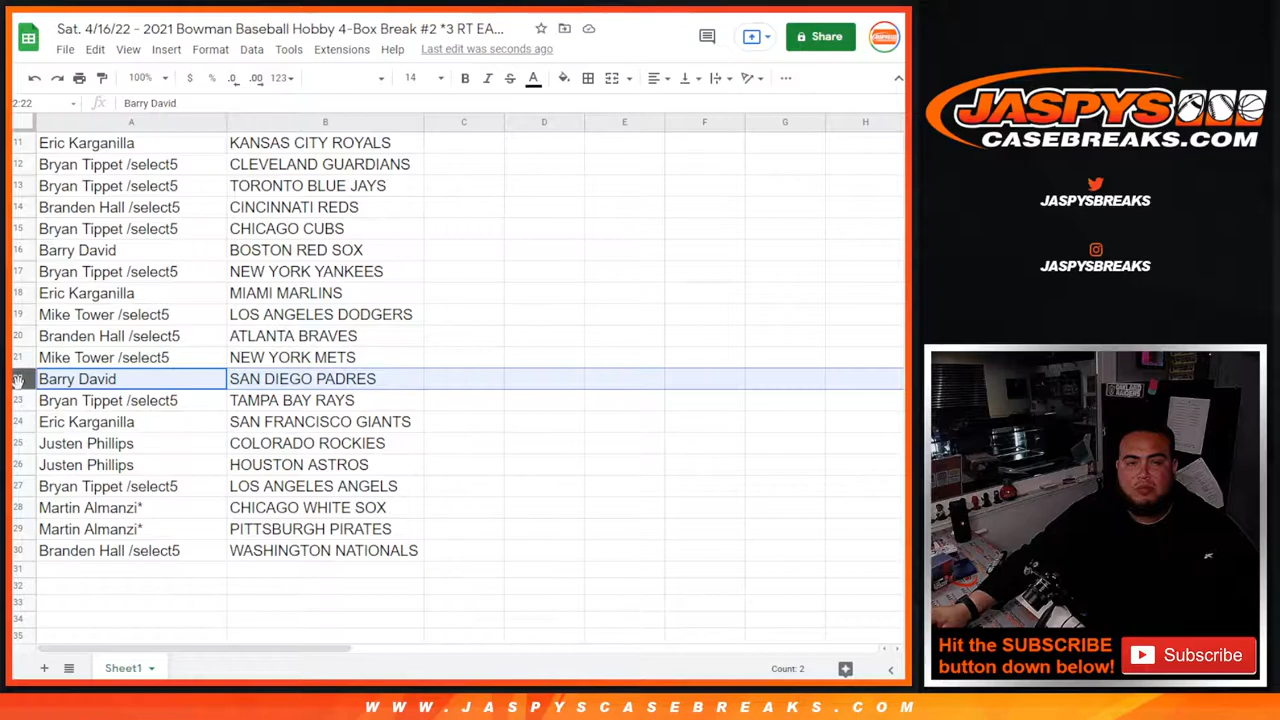 Sat. 4/16/22 - 2021 Bowman Baseball Hobby 4-Box Break #2 *3 RT EA...
File Edit View Insert Format Data Tools Extensions Help Last edit was seconds ago
Share
100% $ % .0 .00 123 14 B I S A
2:22 fx Barry David
A B C D E F G H
11 Eric Karganilla KANSAS CITY ROYALS
12 Bryan Tippet /select5 CLEVELAND GUARDIANS
13 Bryan Tippet /select5 TORONTO BLUE JAYS
14 Branden Hall /select5 CINCINNATI REDS
15 Bryan Tippet /select5 CHICAGO CUBS
16 Barry David BOSTON RED SOX
17 Bryan Tippet /select5 NEW YORK YANKEES
18 Eric Karganilla MIAMI MARLINS
19 Mike Tower /select5 LOS ANGELES DODGERS
20 Branden Hall /select5 ATLANTA BRAVES
21 Mike Tower /select5 NEW YORK METS
Barry David SAN DIEGO PADRES
23 Bryan Tippet /select5 TAMPA BAY RAYS
24 Eric Karganilla SAN FRANCISCO GIANTS
25 Justen Phillips COLORADO ROCKIES
26 Justen Phillips HOUSTON ASTROS
27 Bryan Tippet /select5 LOS ANGELES ANGELS
28 Martin Almanzi* CHICAGO WHITE SOX
29 Martin Almanzi* PITTSBURGH PIRATES
30 Branden Hall /select5 WASHINGTON NATIONALS
31
32
33
34
35
Sheet1
Count: 2
JASPYS
CASEBREAKS.COM
JASPYSBREAKS
JASPYSBREAKS
OAKLAND
RAIDERS
Hit the SUBSCRIBE
button down below!
Subscribe
WWW.JASPYSCASEBREAKS.COM